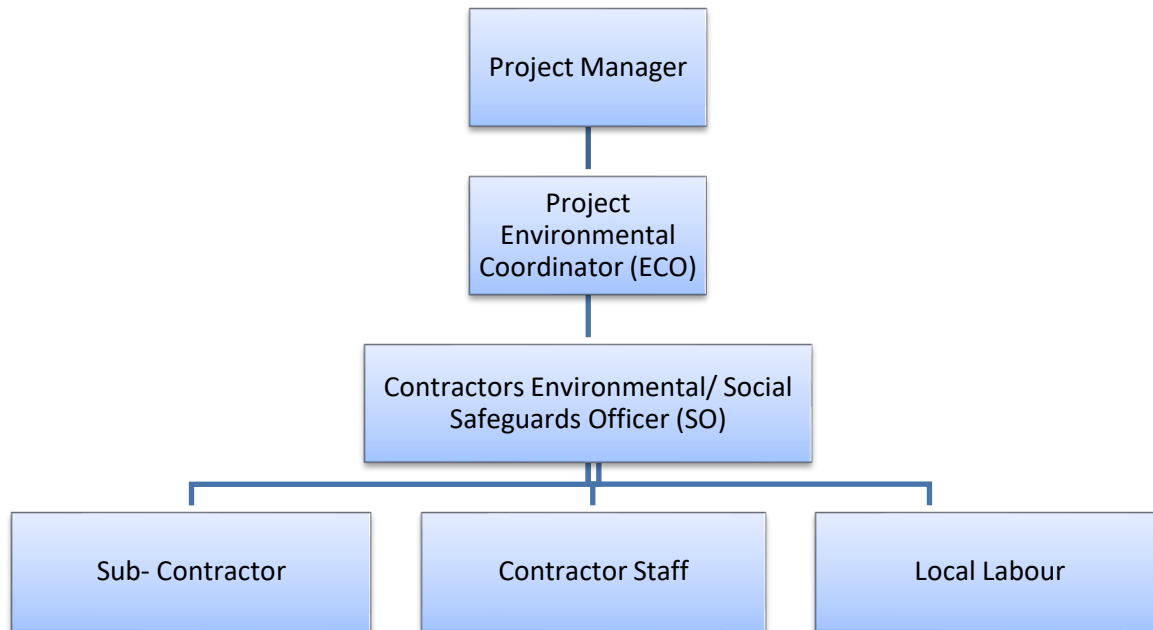 Project Manager
Project
Environmental
Coordinator (ECO)
Contractors Environmental/ Social
Safeguards Officer (SO)
Sub- Contractor
Contractor Staff
Local Labour